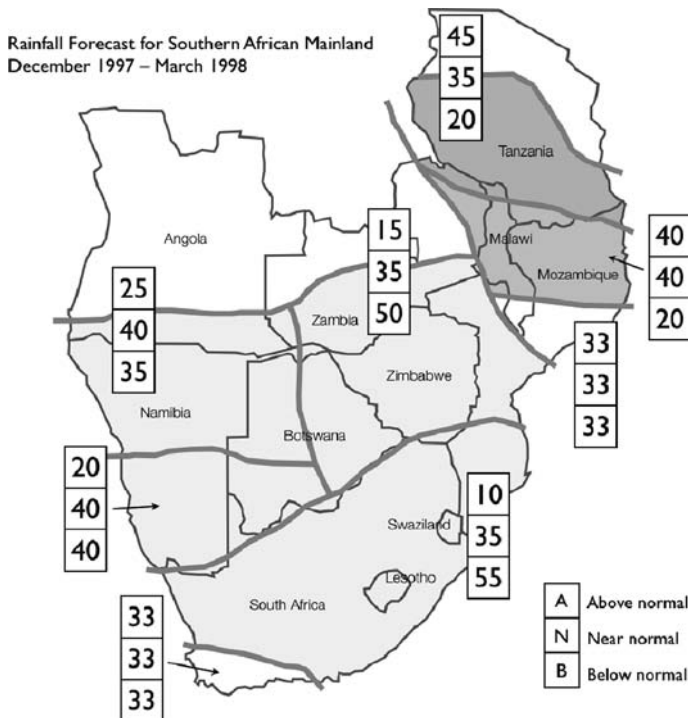 Rainfall Forecast for Southern African Mainland
December 1997 – March 1998
45
35
20
Tanzania
Angola
15
35
50
Malawi
Mozambique
40
40
20
25
40
35
Zambia
Zimbabwe
33
33
33
Namibia
Botswana
20
40
40
10
35
55
Swaziland
Lesotho
South Africa
33
33
33
A Above normal
N Near normal
B Below normal